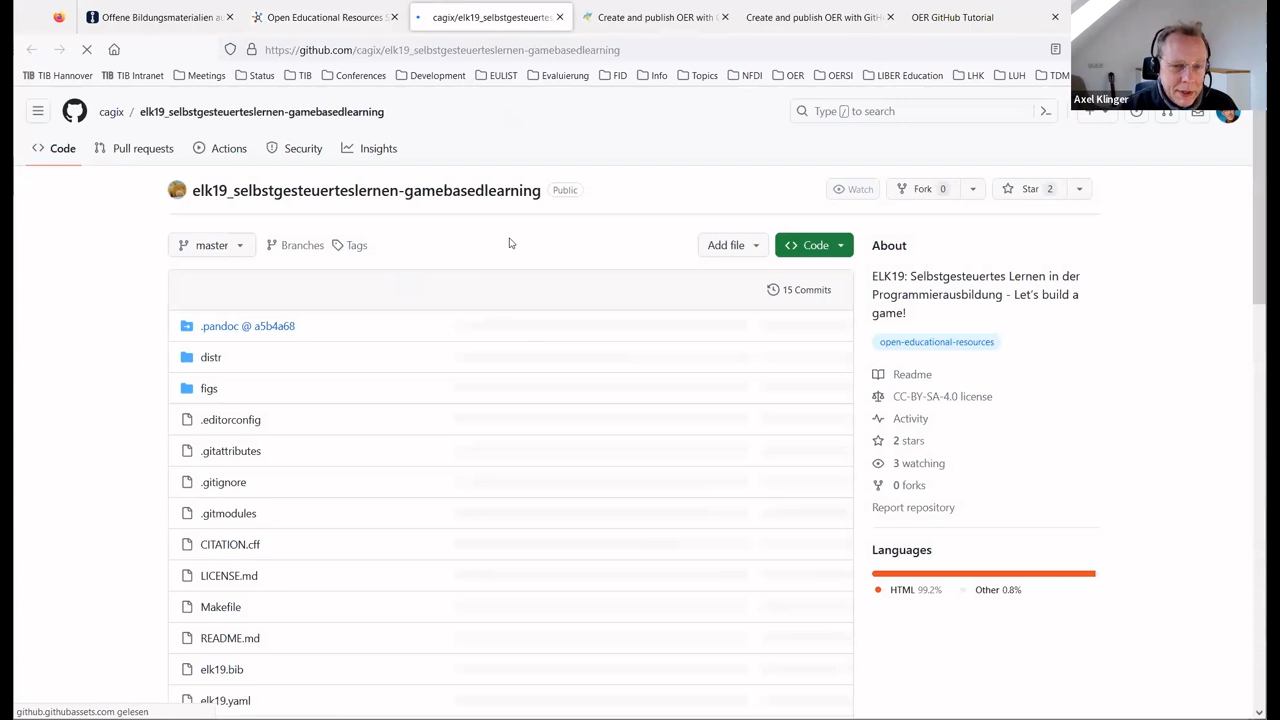 Offene Bildungsmaterialien au
Open Educational Resources S
cagix/elk19_selbstgesteuertes
Create and publish OER with G
Create and publish OER with GitH
OER GitHub Tutorial
https://github.com/cagix/elk19_selbstgesteuerteslernen-gamebasedlearning
TIB TIB Hannover
TIB TIB Intranet
Meetings
Status
TIB
Conferences
Development
EULIST
Evaluierung
FID
Info
Topics
NFDI
OER
OERSI
LIBER Education
LHK
LUH
TDM
Axel Klinger
cagix / elk19_selbstgesteuerteslernen-gamebasedlearning
Type / to search
Code
Pull requests
Actions
Security
Insights
elk19_selbstgesteuerteslernen-gamebasedlearning
Public
Watch
Fork 0
Star 2
master
Branches
Tags
Add file
Code
15 Commits
.pandoc @ a5b4a68
distr
figs
.editorconfig
.gitattributes
.gitignore
.gitmodules
CITATION.cff
LICENSE.md
Makefile
README.md
elk19.bib
elk19.yaml
About
ELK19: Selbstgesteuertes Lernen in der
Programmierausbildung - Let's build a
game!
open-educational-resources
Readme
CC-BY-SA-4.0 license
Activity
2 stars
3 watching
0 forks
Report repository
Languages
HTML 99.2%
Other 0.8%
github.githubassets.com gelesen